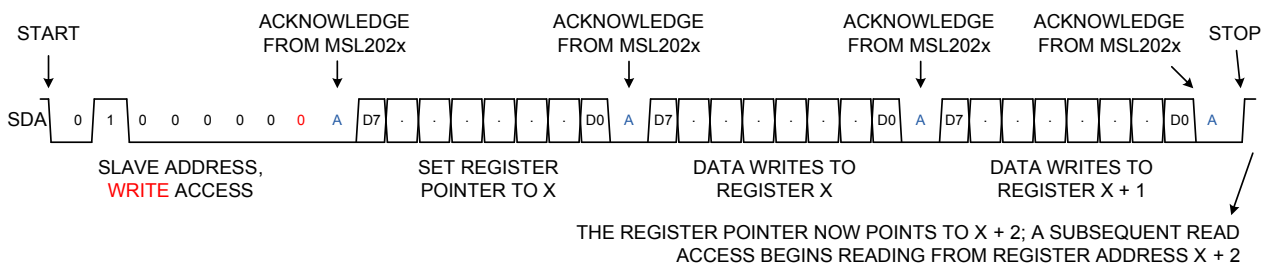 START
ACKNOWLEDGE
FROM MSL202x
ACKNOWLEDGE
FROM MSL202x
ACKNOWLEDGE
FROM MSL202x
ACKNOWLEDGE
FROM MSL202x
STOP
SDA 0 1 0 0 0 0 0 0 A D7 . . . . . . D0 A D7 . . . . . . D0 A D7 . . . . . . D0 A
SLAVE ADDRESS,
WRITE ACCESS
SET REGISTER
POINTER TO X
DATA WRITES TO
REGISTER X
DATA WRITES TO
REGISTER X + 1
THE REGISTER POINTER NOW POINTS TO X + 2; A SUBSEQUENT READ
ACCESS BEGINS READING FROM REGISTER ADDRESS X + 2